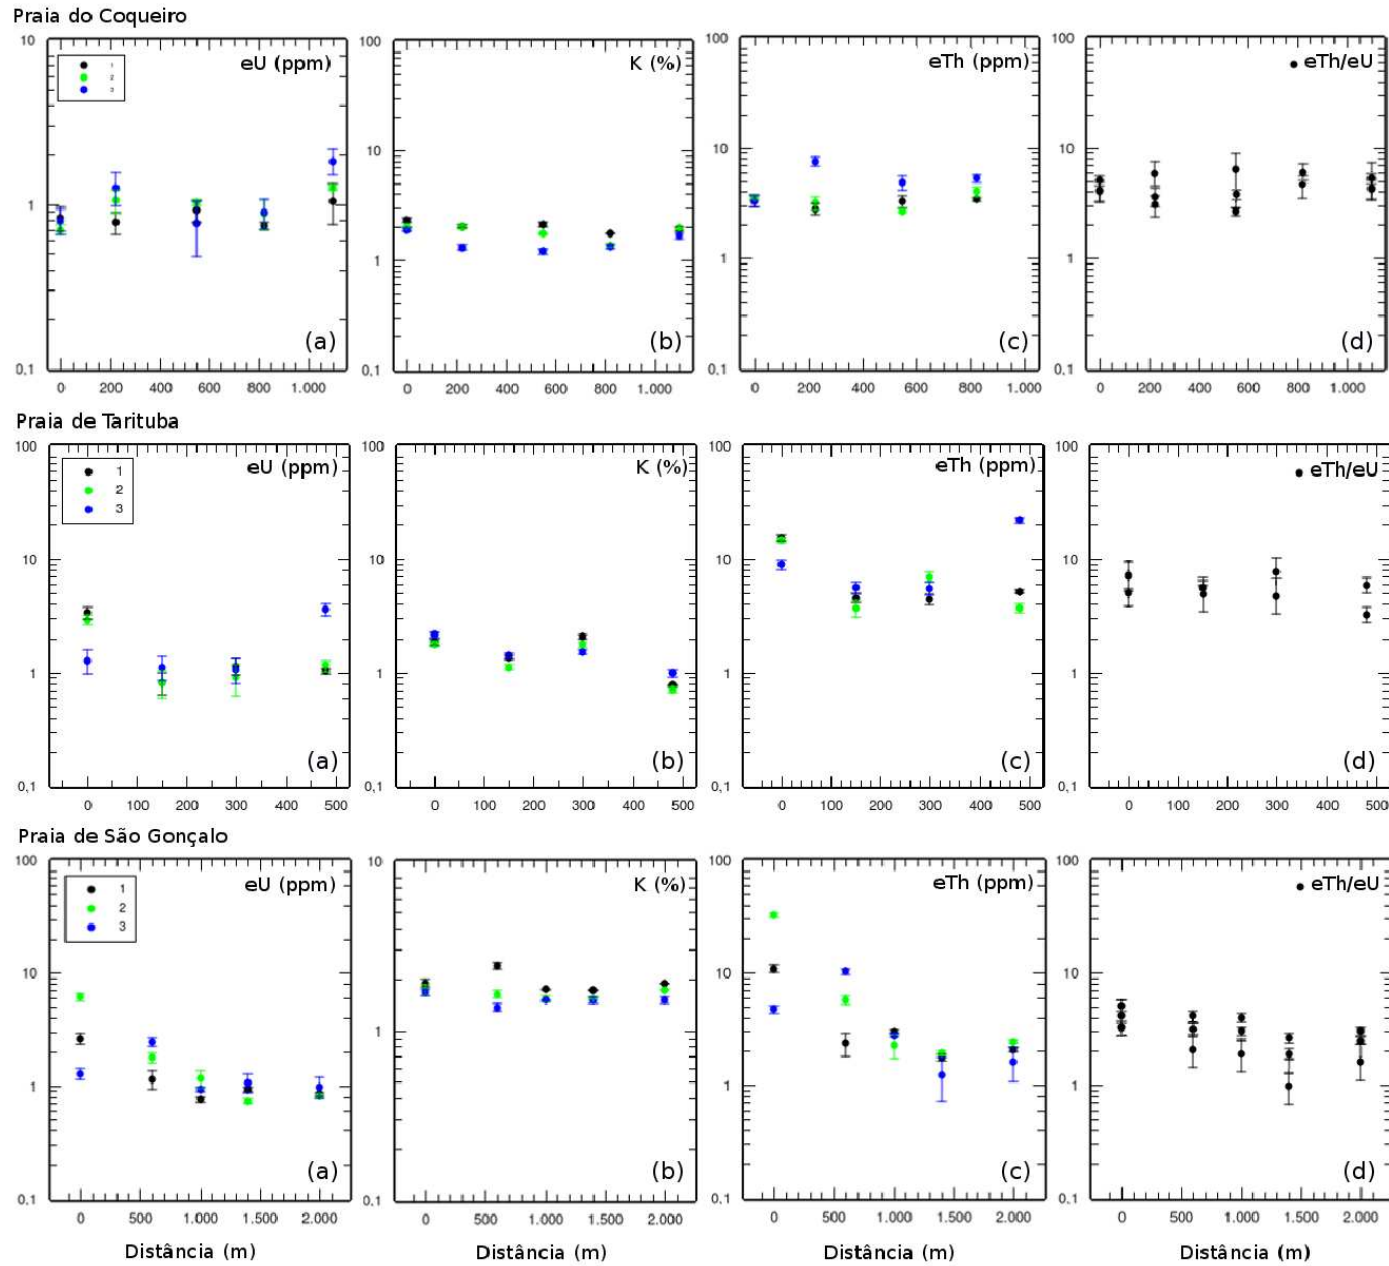 Praia do Coqueiro
10 1 0,1
1 2 3
eU (ppm)
(a)
0 200 400 600 800 1.000
100 10 1 0,1
K (%)
(b)
0 200 400 600 800 1.000
100 10 1 0,1
eTh (ppm)
(c)
0 200 400 600 800 1.000
100 10 1 0,1
eTh/eU
(d)
0 200 400 600 800 1.000
Praia de Tarituba
100 10 1 0,1
1 2 3
eU (ppm)
(a)
0 100 200 300 400 500
100 10 1 0,1
K (%)
(b)
0 100 200 300 400 500
100 10 1 0,1
eTh (ppm)
(c)
0 100 200 300 400 500
100 10 1 0,1
eTh/eU
(d)
0 100 200 300 400 500
Praia de São Gonçalo
100 10 1 0,1
1 2 3
eU (ppm)
(a)
0 500 1.000 1.500 2.000
Distância (m)
10 1 0,1
K (%)
(b)
0 500 1.000 1.500 2.000
Distância (m)
100 10 1 0,1
eTh (ppm)
(c)
0 500 1.000 1.500 2.000
Distância (m)
100 10 1 0,1
eTh/eU
(d)
0 500 1.000 1.500 2.000
Distância (m)